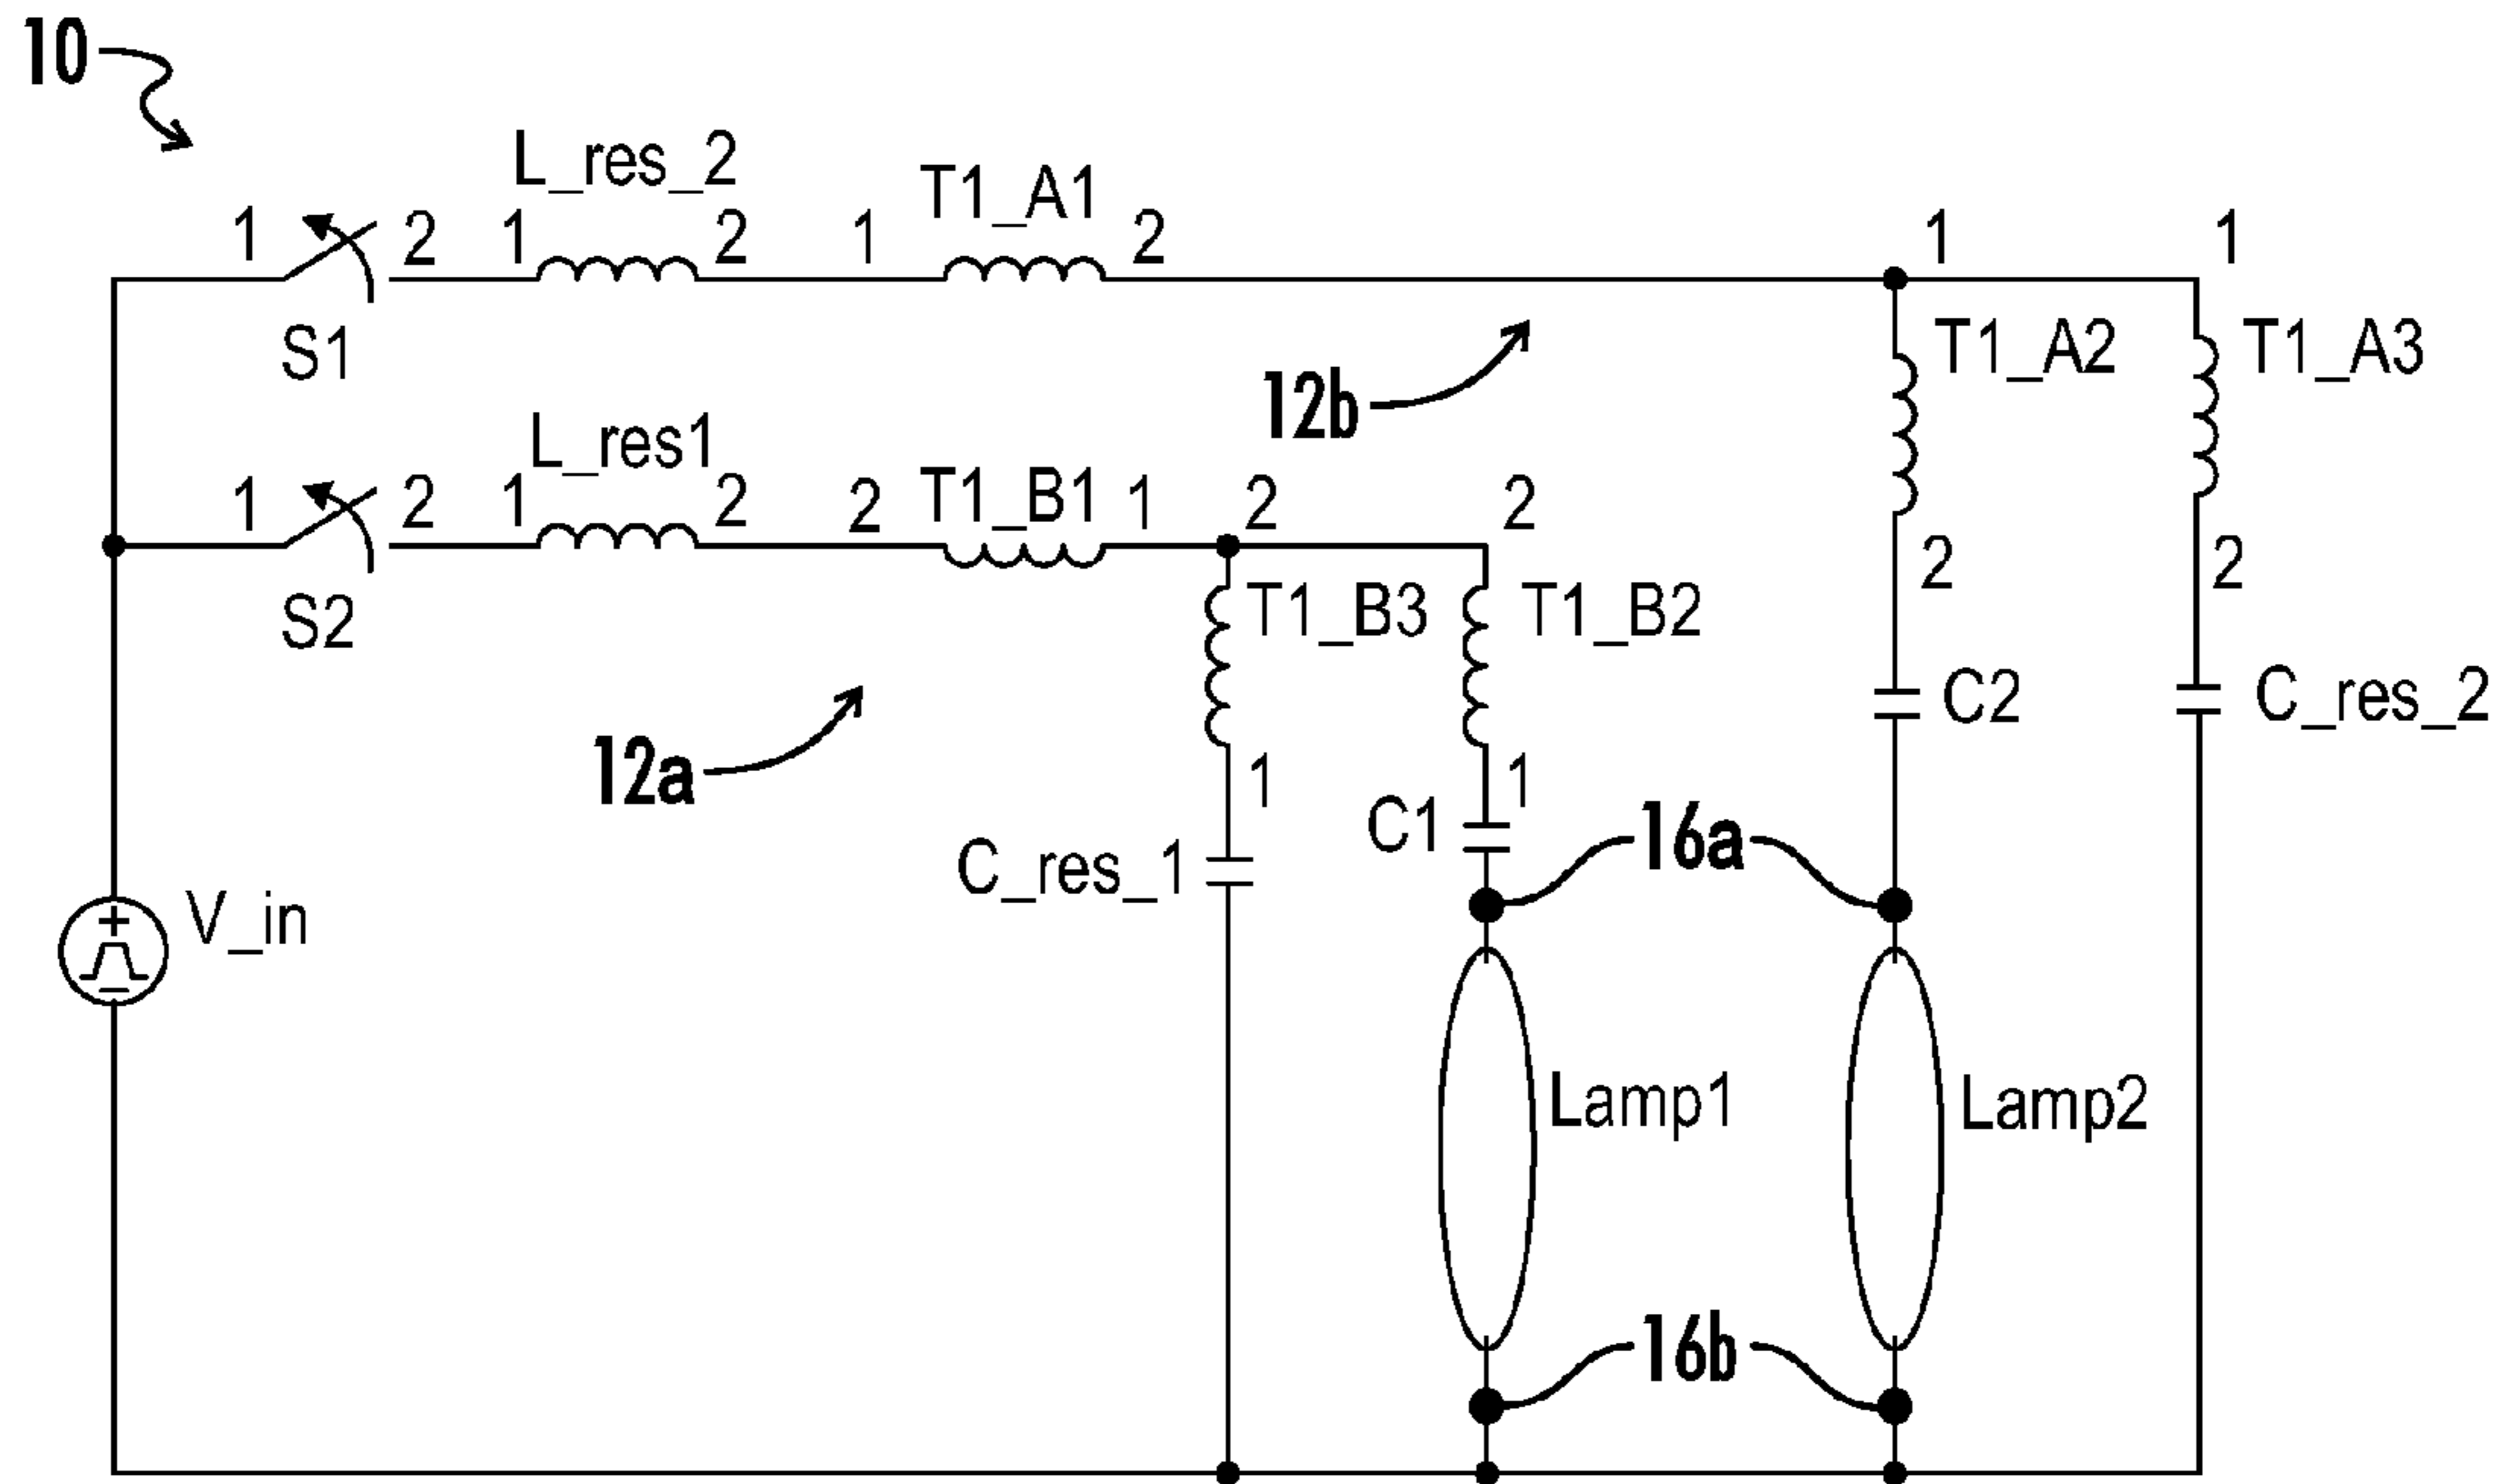 10
L_res_2
T1_A1
1 2 1 2 1 2 1 1
S1
T1_A2 T1_A3
12b
L_res1
T1_B1
1 2 1 2 2 1 2 2
2 2
S2
T1_B3 T1_B2
C2 C_res_2
12a
1 1
C1
16a
C_res_1
V_in
+
−
Lamp1 Lamp2
16b